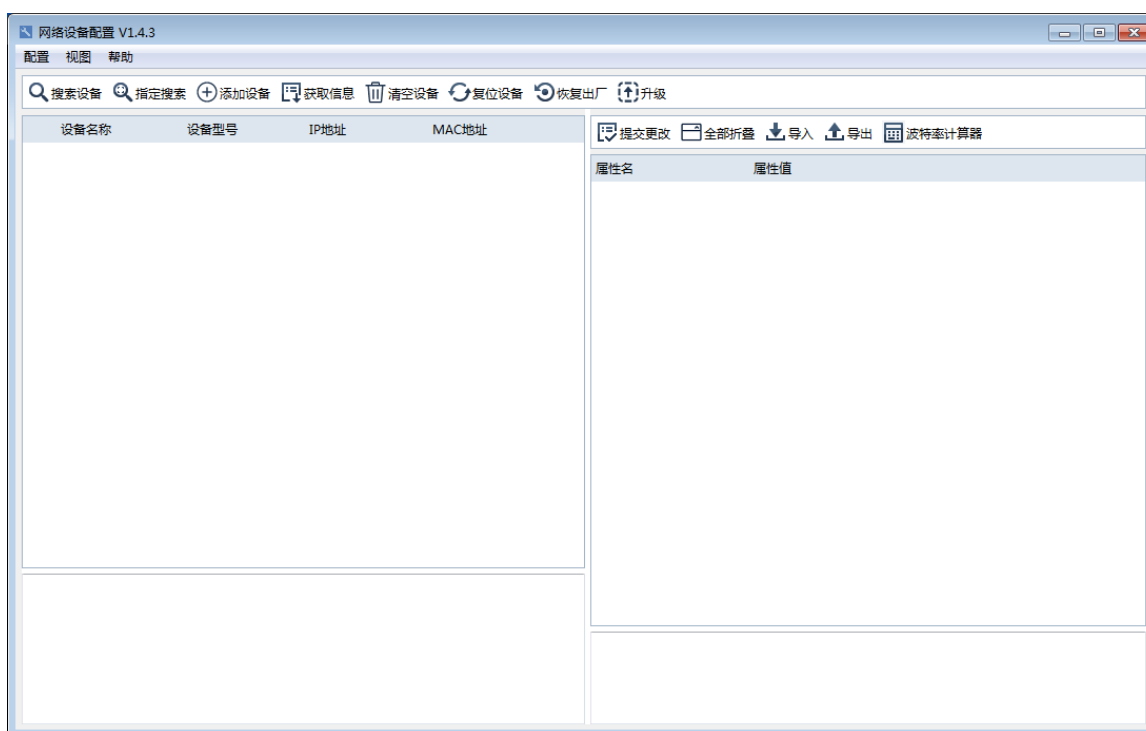 网络设备配置 V1.4.3
配置 视图 帮助
搜索设备 指定搜索 添加设备 获取信息 清空设备 复位设备 恢复出厂 升级
设备名称 设备型号 IP地址 MAC地址
提交更改 全部折叠 导入 导出 波特率计算器
属性名 属性值